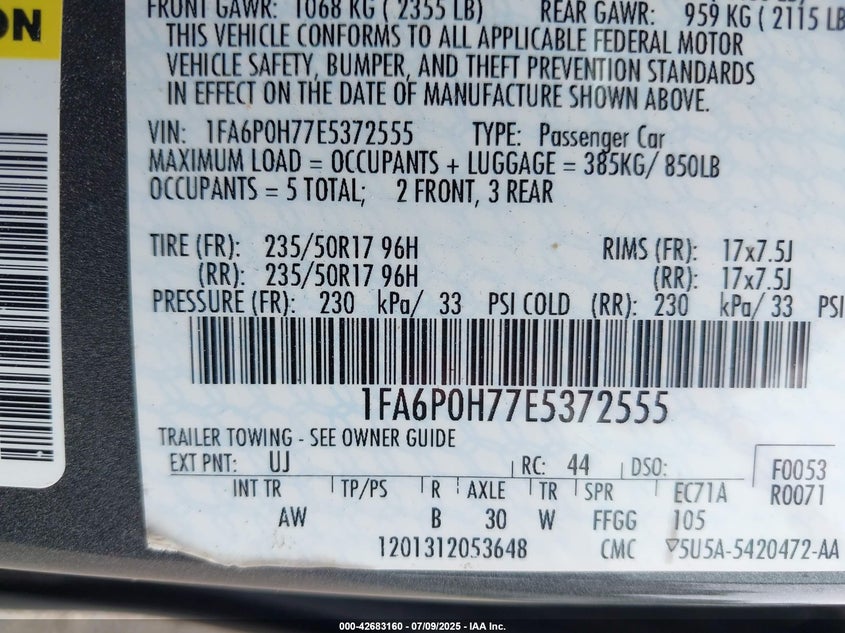 ON
FRONT GAWR: 1068 KG ( 2355 LB) REAR GAWR: 959 KG ( 2115 LB
THIS VEHICLE CONFORMS TO ALL APPLICABLE FEDERAL MOTOR
VEHICLE SAFETY, BUMPER, AND THEFT PREVENTION STANDARDS
IN EFFECT ON THE DATE OF MANUFACTURE SHOWN ABOVE.
VIN: 1FA6P0H77E5372555 TYPE: Passenger Car
MAXIMUM LOAD = OCCUPANTS + LUGGAGE = 385KG/ 850LB
OCCUPANTS = 5 TOTAL; 2 FRONT, 3 REAR
TIRE (FR): 235/50R17 96H RIMS (FR): 17x7.5J
(RR): 235/50R17 96H (RR): 17x7.5J
PRESSURE (FR): 230 kPa/ 33 PSI COLD (RR): 230 kPa/ 33 PSI
1FA6P0H77E5372555
TRAILER TOWING - SEE OWNER GUIDE
EXT PNT: UJ RC: 44 DSO: F0053
INT TR TP/PS R AXLE TR SPR EC71A R0071
AW B 30 W FFGG 105
1201312053648 CMC ▽5U5A-5420472-AA
000-42683160 - 07/09/2025 - IAA Inc.